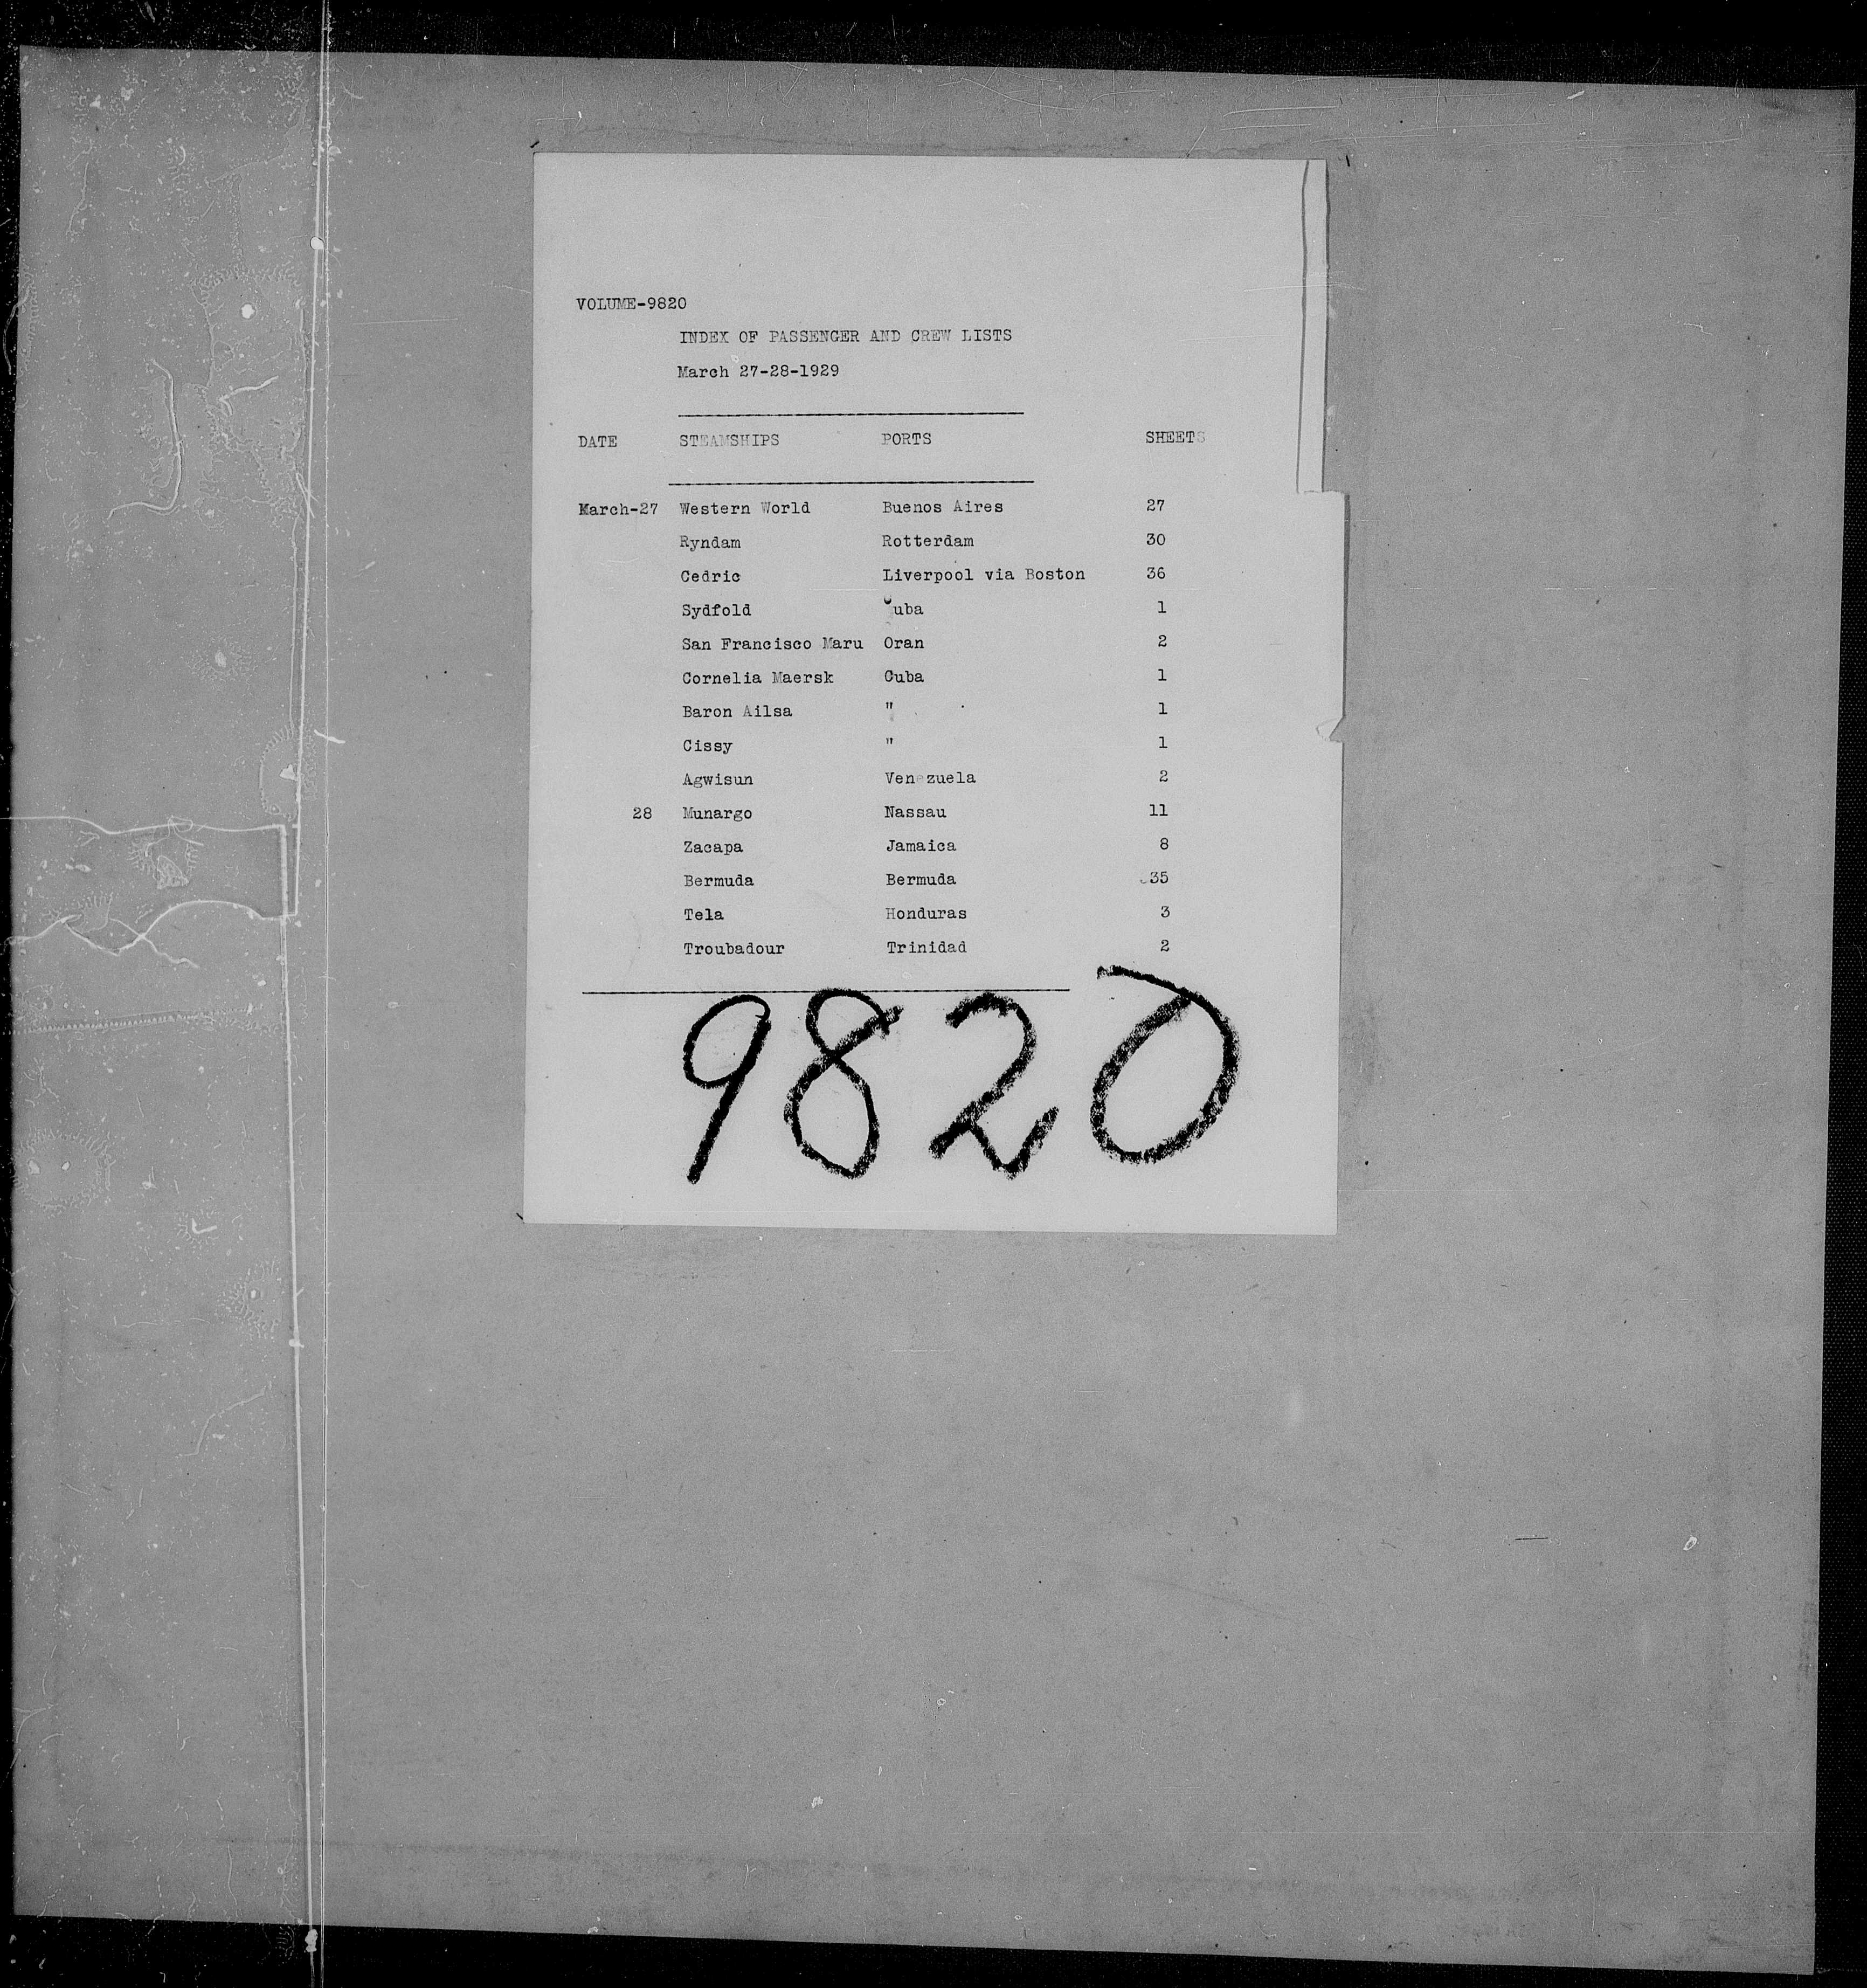 VOLUME-9820
INDEX OF PASSENGER AND CREW LISTS
March 27-28-1929
DATE STEAMSHIPS PORTS SHEETS
March-27 Western World Buenos Aires 27
Ryndam Rotterdam 30
Cedric Liverpool via Boston 36
Sydfold Cuba 1
San Francisco Maru Oran 2
Cornelia Maersk Cuba 1
Baron Ailsa " 1
Cissy " 1
Agwisun Venezuela 2
28 Munargo Nassau 11
Zacapa Jamaica 8
Bermuda Bermuda 35
Tela Honduras 3
Troubadour Trinidad 2
9820